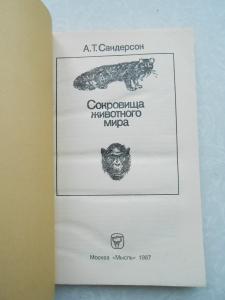 А.Т. Сандерсон
Сокровища
животного
мира
Москва «Мысль» 1987